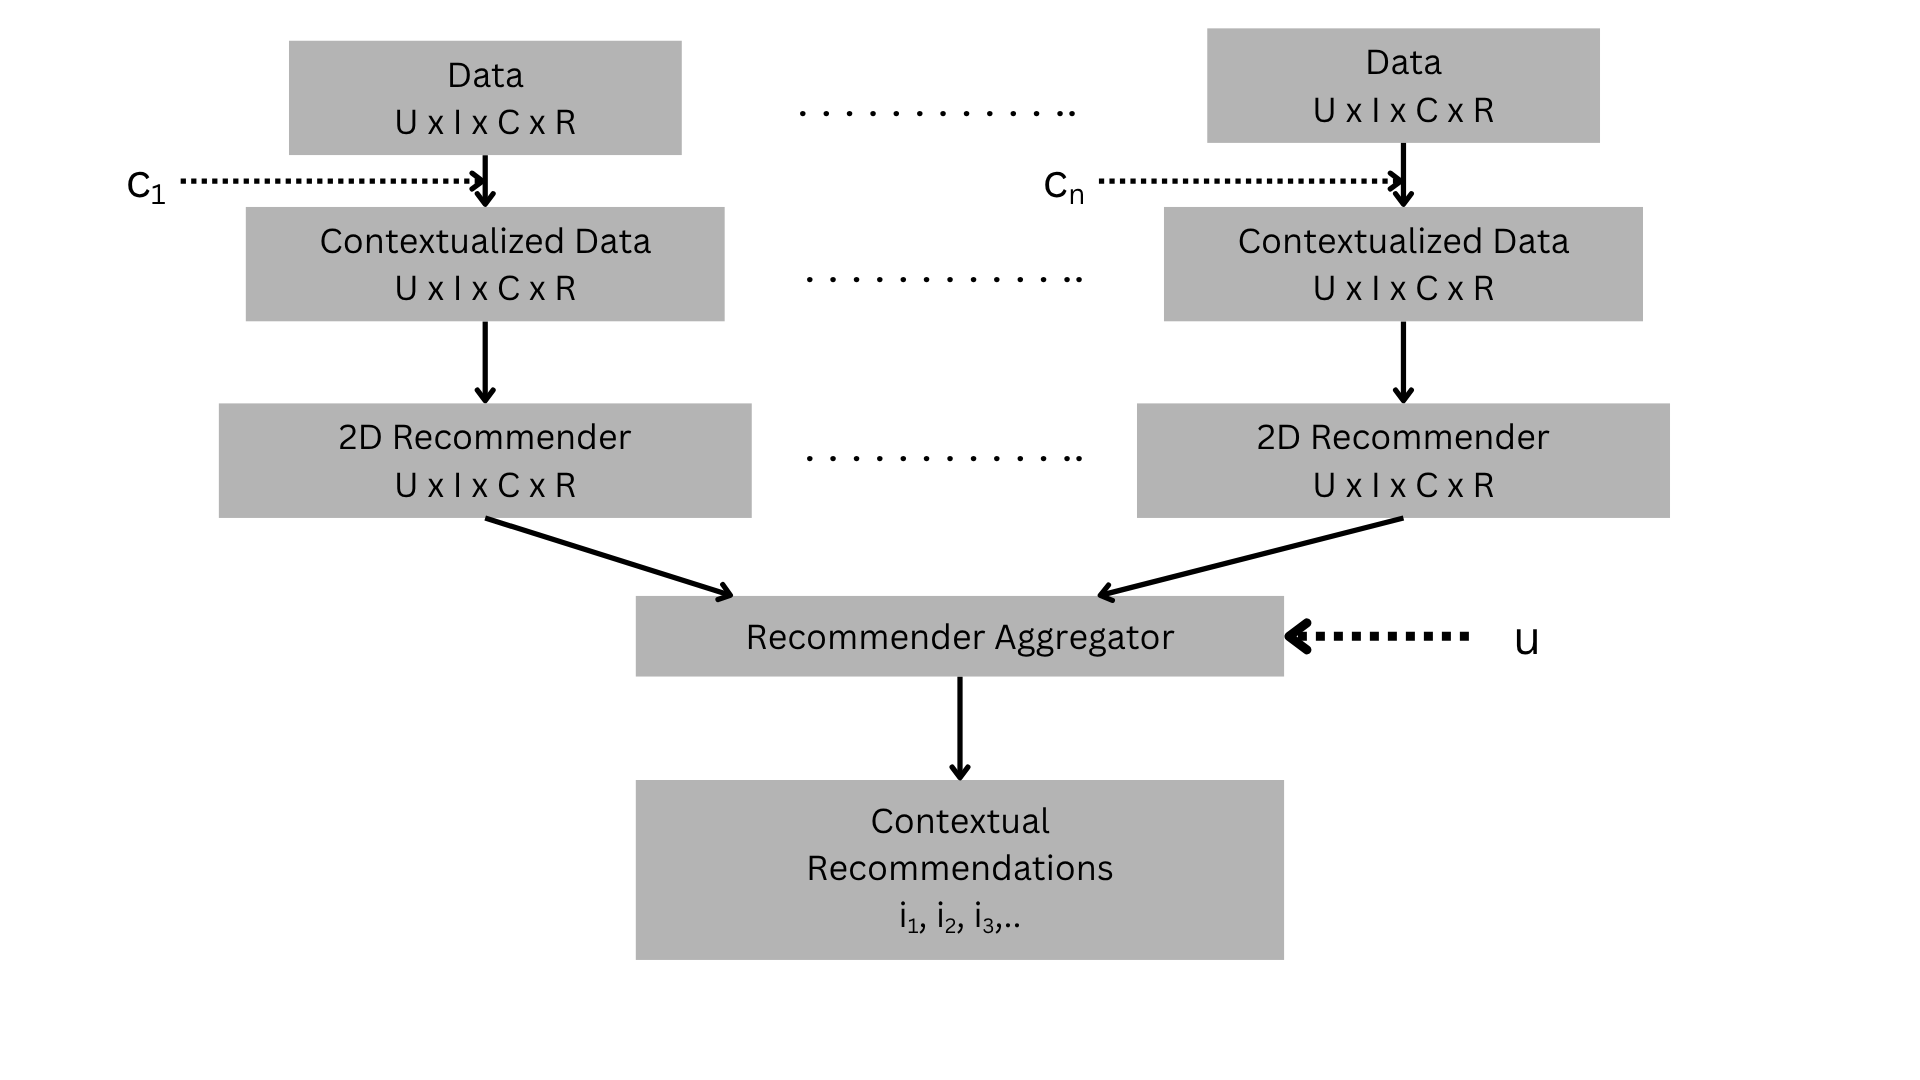 Data
U x I x C x R
. . . . . . . . . . . ..
Data
U x I x C x R
c₁
cₙ
Contextualized Data
U x I x C x R
. . . . . . . . . . . ..
Contextualized Data
U x I x C x R
2D Recommender
U x I x C x R
. . . . . . . . . . . ..
2D Recommender
U x I x C x R
Recommender Aggregator
u
Contextual
Recommendations
i₁, i₂, i₃,..